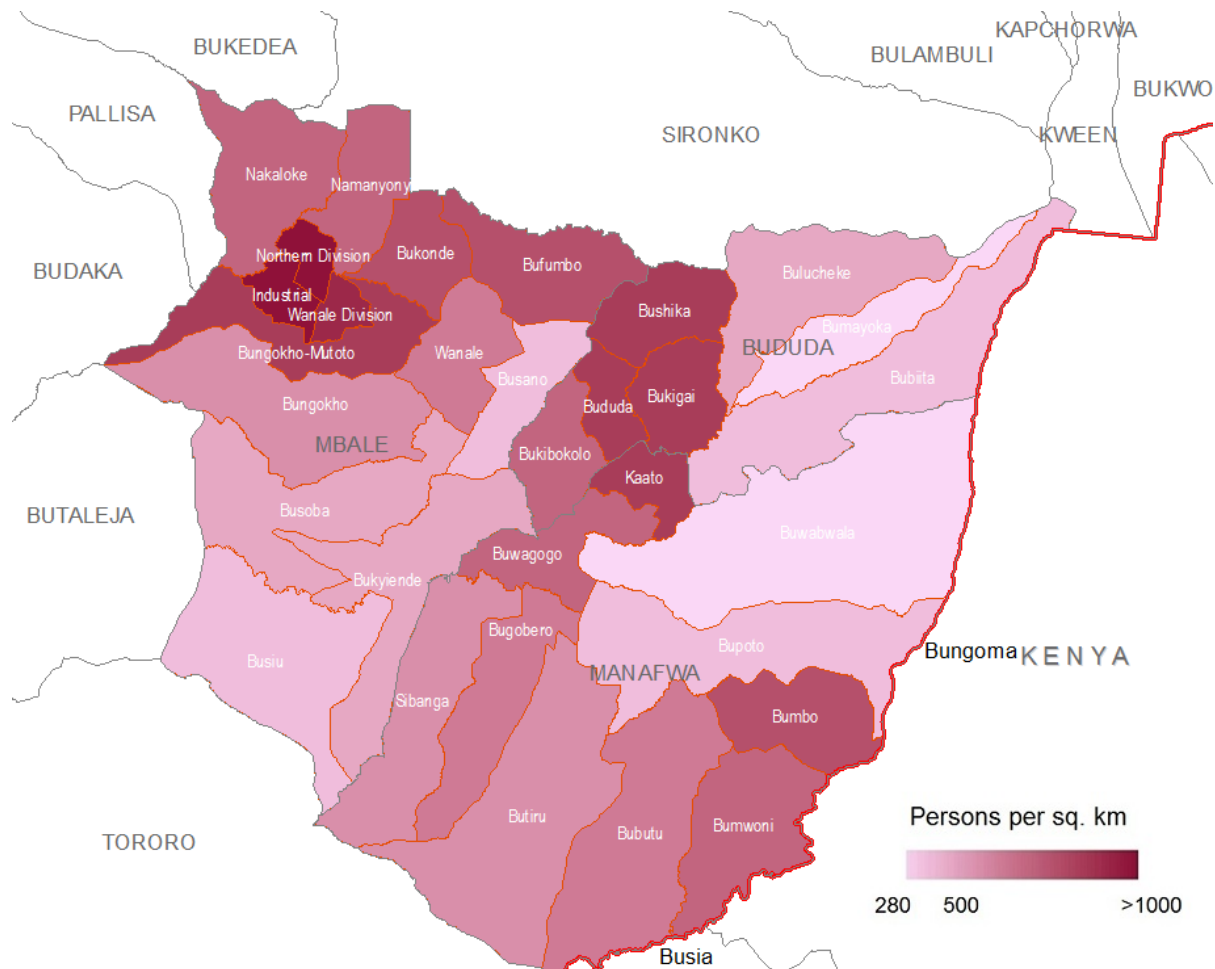 KAPCHORWA
BUKEDEA
BULAMBULI
BUKWO
PALLISA
SIRONKO
KWEEN
Nakaloke
Namanyony
BUDAKA
Northern Division
Bukonde
Bufumbo
Bulucheke
Industrial
Wanale Division
Bushika
Bumayoka
Bungokho-Mutoto
Wanale
BUDUDA
Busano
Bubiita
Bungokho
Bududa
Bukigai
MBALE
Bukibokolo
Kaato
BUTALEJA
Busoba
Buwabwala
Buwagogo
Bukyiende
Bugobero
Busiu
Bupoto
Bungoma
KENYA
MANAFWA
Sibanga
Bumbo
Butiru
Bubutu
Bumwoni
Persons per sq. km
TORORO
280 500 >1000
Busia